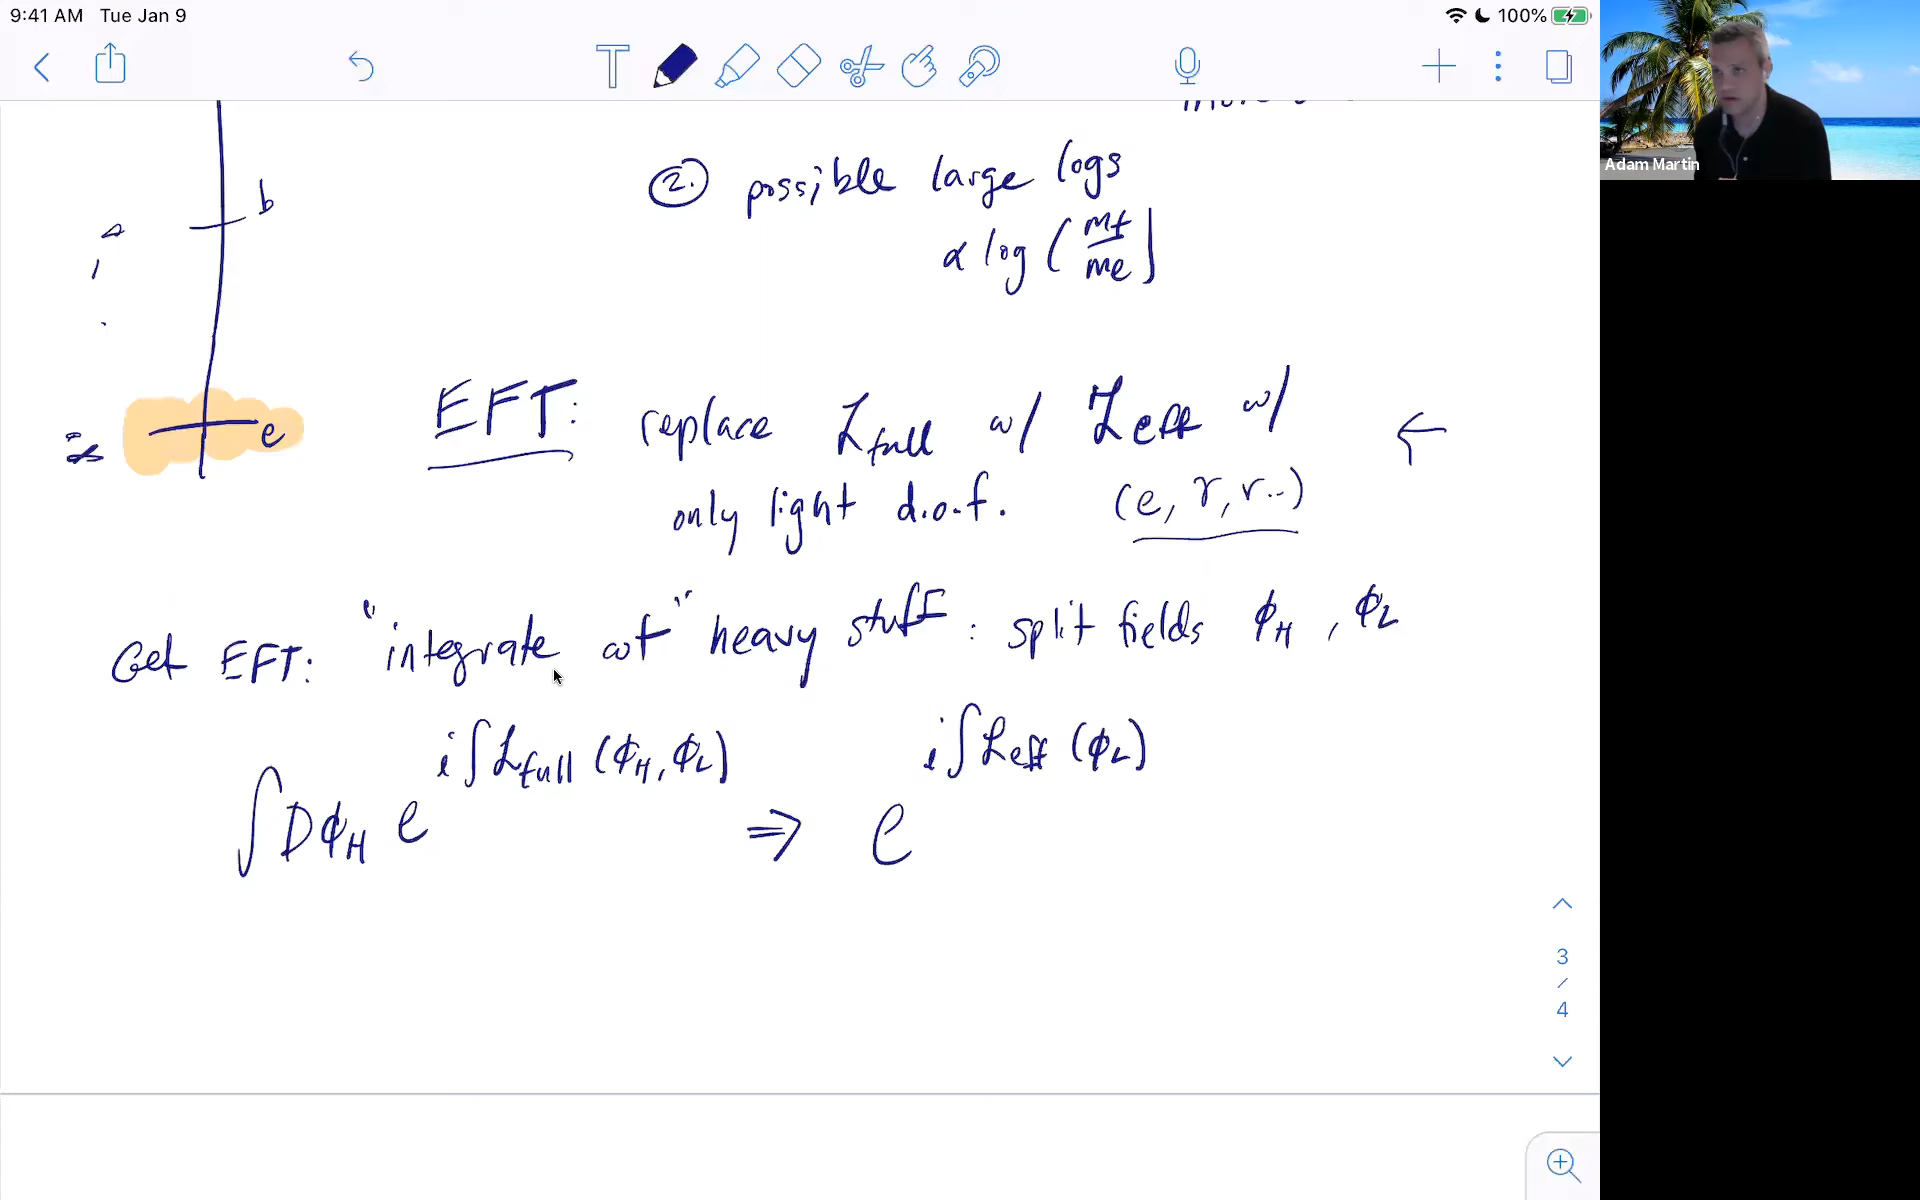 9:41 AM Tue Jan 9
100%
T
Adam Martin
b
2. possible large logs
α log ( mt / me )
e
EFT: replace ℒfull w/ ℒeff w/
only light d.o.f. (e, γ, ν..)
Get EFT: "integrate out" heavy stuff : split fields ϕH , ϕL
∫ Dϕ_H e^{i∫ℒfull (ϕH, ϕL)} ⇒ e^{i∫ℒeff (ϕL)}
3
/
4